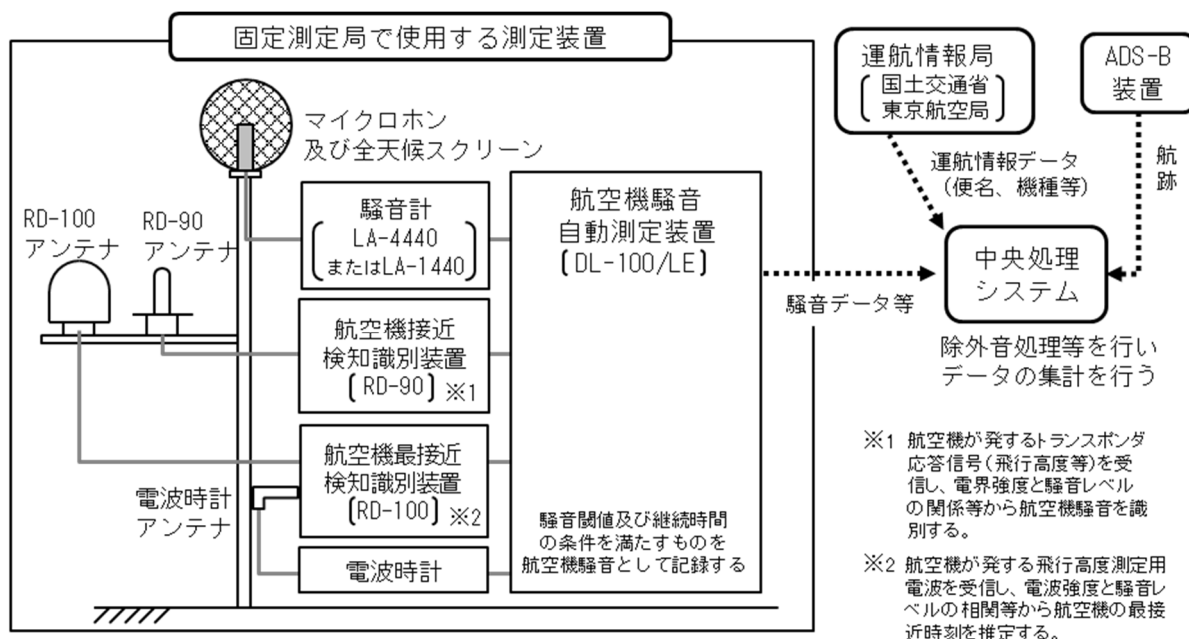 固定測定局で使用する測定装置
マイクロホン
及び全天候スクリーン
RD-100
アンテナ
RD-90
アンテナ
騒音計
LA-4440
またはLA-1440
航空機接近
検知識別装置
[RD-90] ※1
航空機最接近
検知識別装置
[RD-100] ※2
電波時計
アンテナ
電波時計
航空機騒音
自動測定装置
[DL-100/LE]
騒音閾値及び継続時間
の条件を満たすものを
航空機騒音として記録する
騒音データ等
運航情報局
国土交通省
東京航空局
ADS-B
装置
運航情報データ
(便名、機種等)
航跡
中央処理
システム
除外音処理等を行い
データの集計を行う
※1 航空機が発するトランスポンダ
応答信号(飛行高度等)を受
信し、電界強度と騒音レベル
の関係等から航空機騒音を識
別する。
※2 航空機が発する飛行高度測定用
電波を受信し、電波強度と騒音レ
ベルの相関等から航空機の最接
近時刻を推定する。